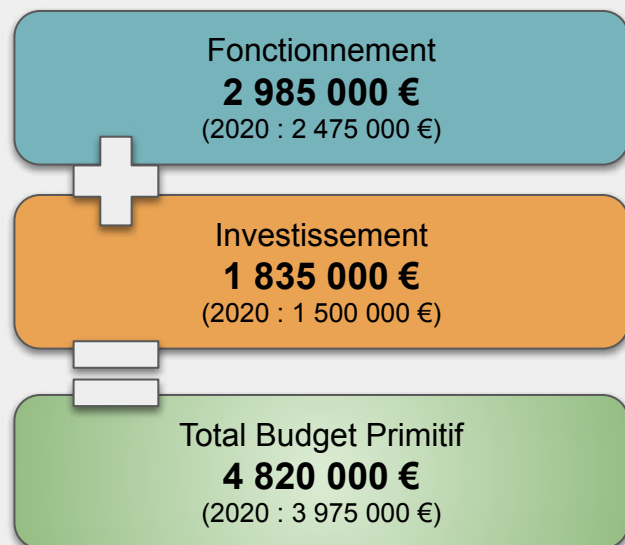 Fonctionnement
2 985 000 €
(2020 : 2 475 000 €)
Investissement
1 835 000 €
(2020 : 1 500 000 €)
Total Budget Primitif
4 820 000 €
(2020 : 3 975 000 €)